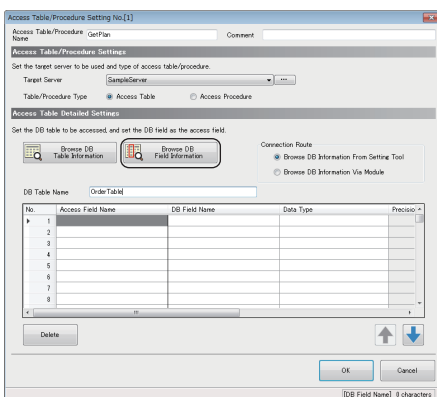 Access Table/Procedure Setting No.[1]
Access Table/Procedure Name GetPlan Comment
Access Table/Procedure Settings
Set the target server to be used and type of access table/procedure.
Target Server SampleServer ...
Table/Procedure Type Access Table Access Procedure
Access Table Detailed Settings
Set the DB table to be accessed, and set the DB field as the access field.
Browse DB Table Information
Browse DB Field Information
Connection Route
Browse DB Information From Setting Tool
Browse DB Information Via Module
DB Table Name OrderTable
No. Access Field Name DB Field Name Data Type Precisio
1
2
3
4
5
6
7
8
Delete
OK Cancel
[DB Field Name] 0 characters